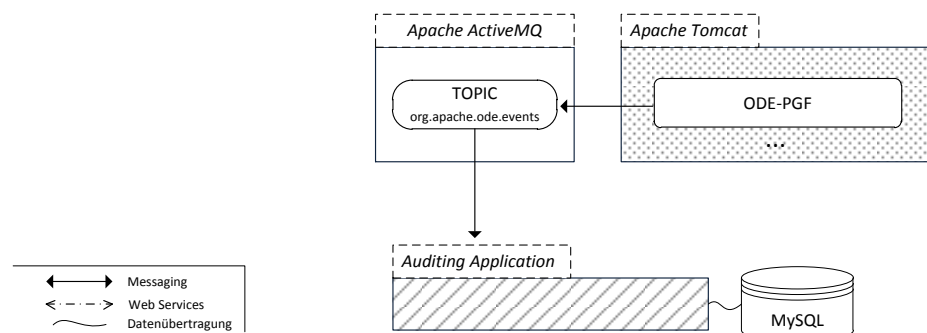 Apache ActiveMQ
Apache Tomcat
TOPIC
org.apache.ode.events
ODE-PGF
...
Auditing Application
Messaging
Web Services
Datenübertragung
MySQL